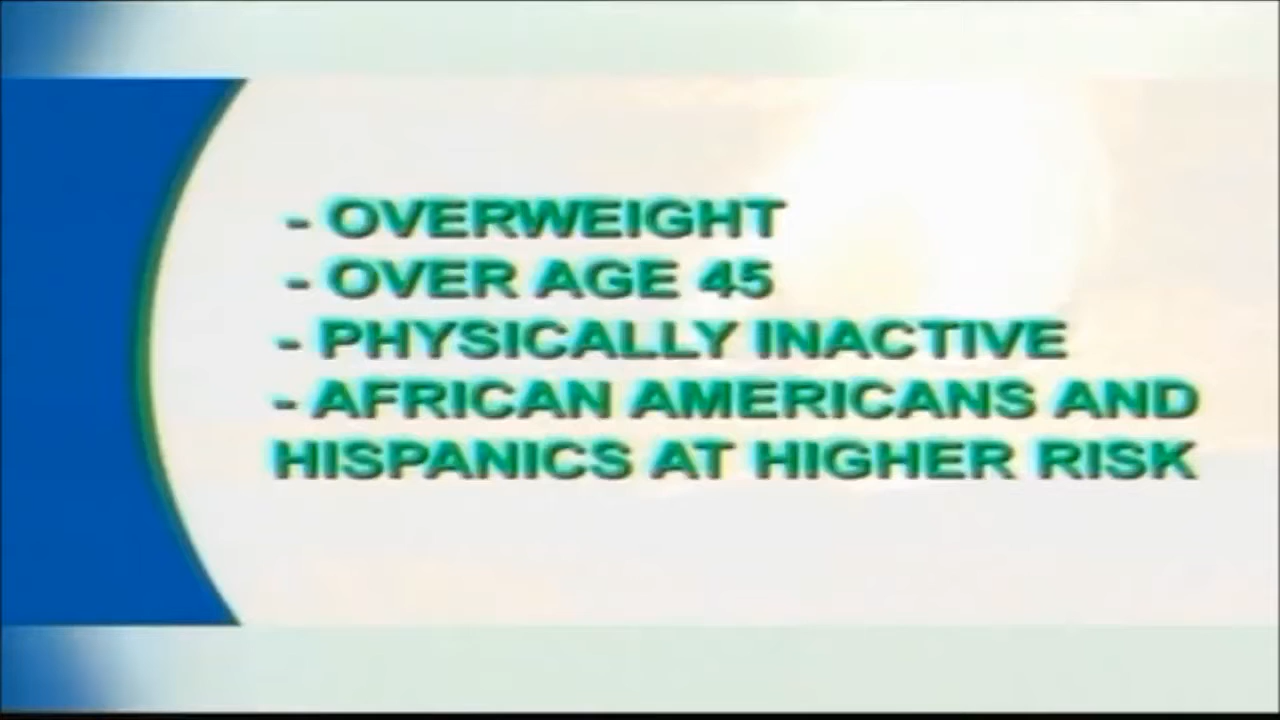 - OVERWEIGHT
- OVER AGE 45
- PHYSICALLY INACTIVE
- AFRICAN AMERICANS AND
HISPANICS AT HIGHER RISK